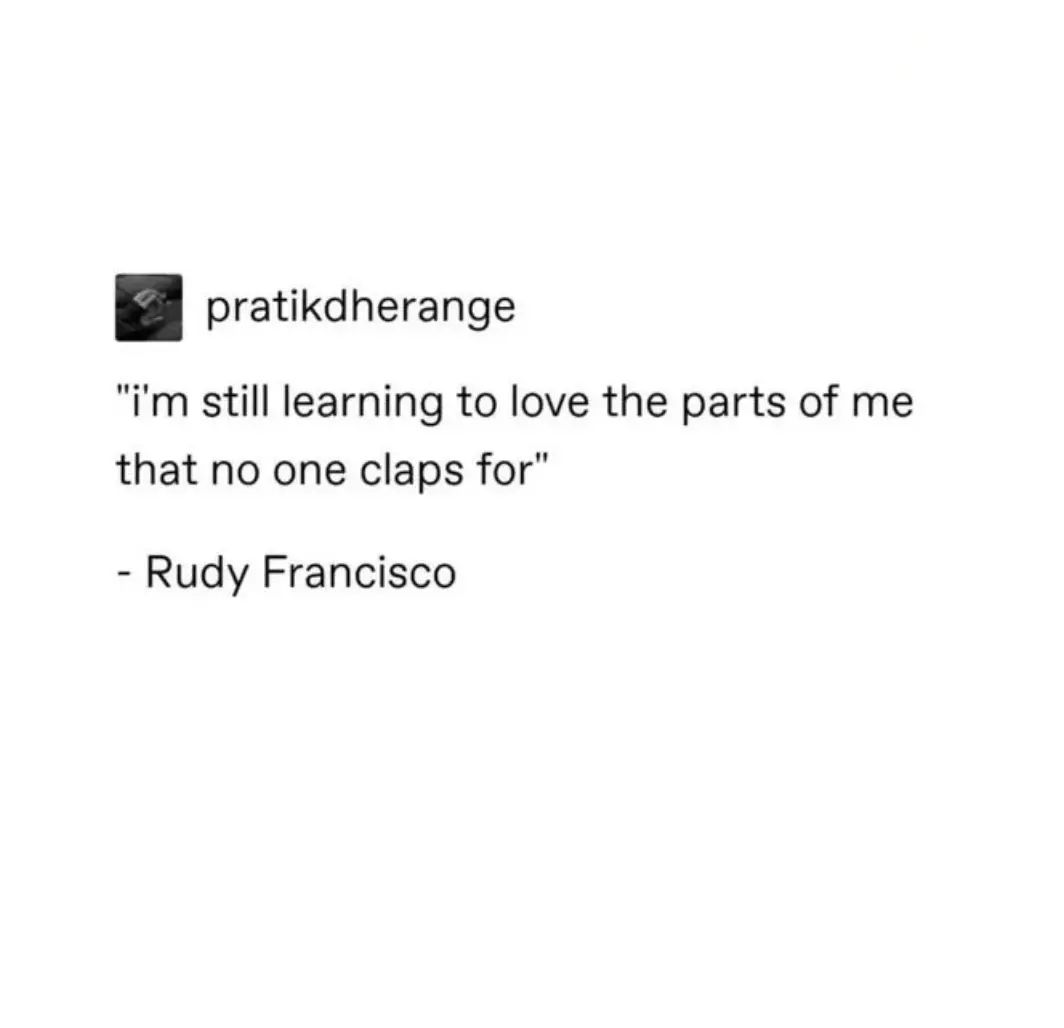 pratikdherange
"i'm still learning to love the parts of me
that no one claps for"
- Rudy Francisco